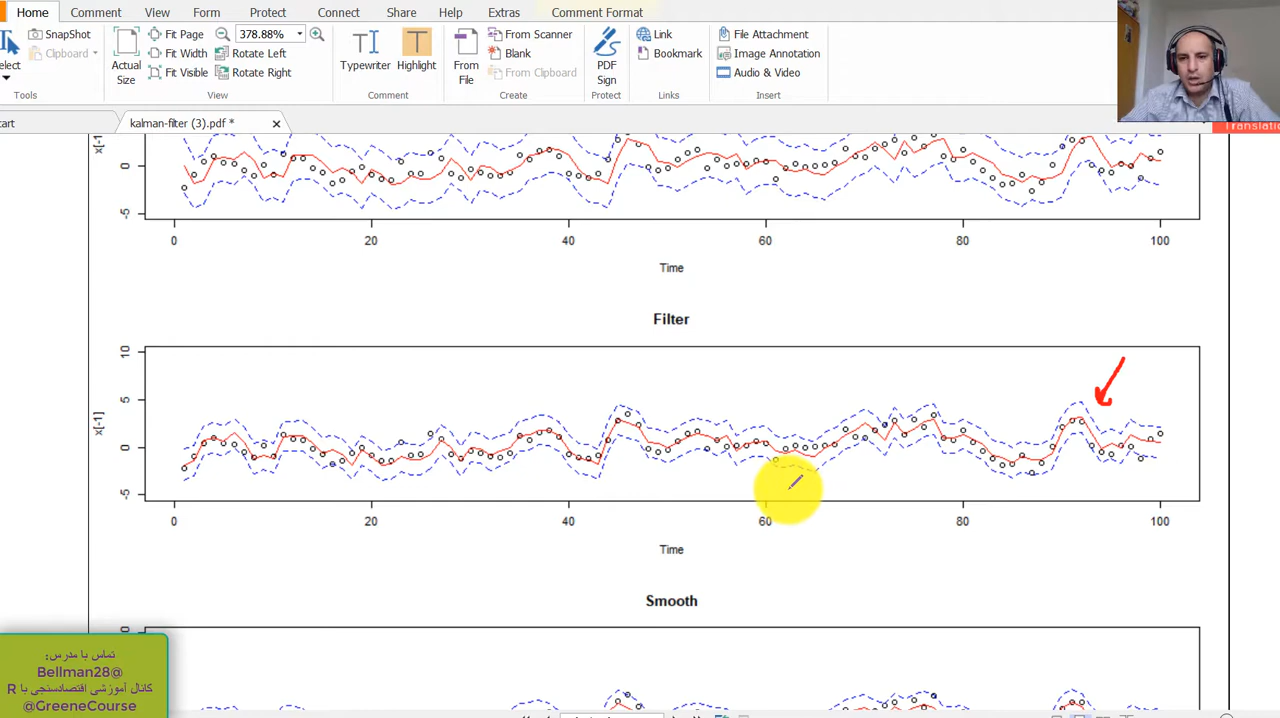 Home Comment View Form Protect Connect Share Help Extras Comment Format
SnapShot Fit Page 378.88% Scanner Link File Attachment
Clipboard Actual Size Fit Width Rotate Left Typewriter Highlight From File Blank PDF Sign Bookmark Image Annotation
Fit Visible Rotate Right From Clipboard Audio & Video
Tools View Comment Create Protect Links Insert
kalman-filter (3).pdf *
0
-5
0 20 40 60 80 100
Time
Filter
10
5
0
-5
x[-1]
0 20 40 60 80 100
Time
Smooth
تماس با مدرس:
@Bellman28
کانال آموزشی اقتصادسنجی با R
@GreeneCourse